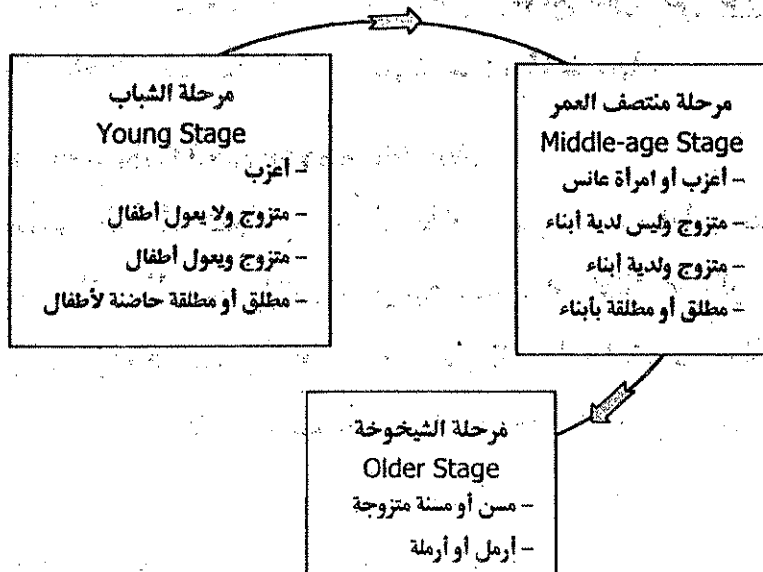 مرحلة الشباب
Young Stage
– أعزب
– متزوج ولا يعول أطفال
– متزوج ويعول أطفال
– مطلق أو مطلقة حاضنة لأطفال
مرحلة منتصف العمر
Middle-age Stage
– أعزب أو امرأة عانس
– متزوج وليس لدية أبناء
– متزوج ولدية أبناء
– مطلق أو مطلقة بأبناء
مرحلة الشيخوخة
Older Stage
– مسن أو مسنة متزوجة
– أرمل أو أرملة